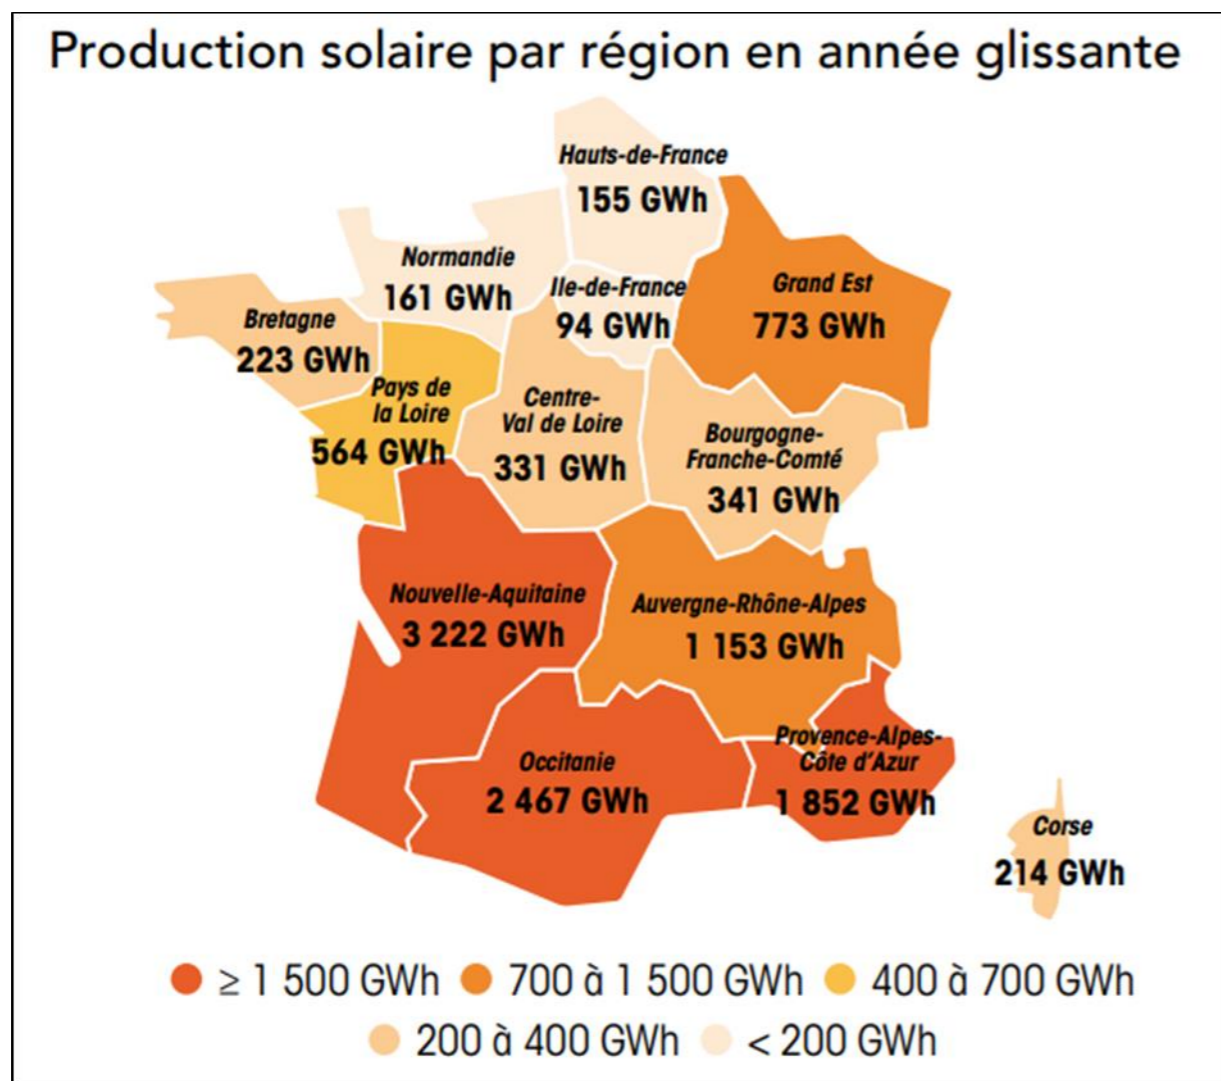 Production solaire par région en année glissante
Hauts-de-France
155 GWh
Normandie
161 GWh
Ile-de-France
94 GWh
Grand Est
773 GWh
Bretagne
223 GWh
Pays de
la Loire
564 GWh
Centre-
Val de Loire
331 GWh
Bourgogne-
Franche-Comté
341 GWh
Nouvelle-Aquitaine
3 222 GWh
Auvergne-Rhône-Alpes
1 153 GWh
Occitanie
2 467 GWh
Provence-Alpes-
Côte d'Azur
1 852 GWh
Corse
214 GWh
≥ 1 500 GWh
700 à 1 500 GWh
400 à 700 GWh
200 à 400 GWh
< 200 GWh